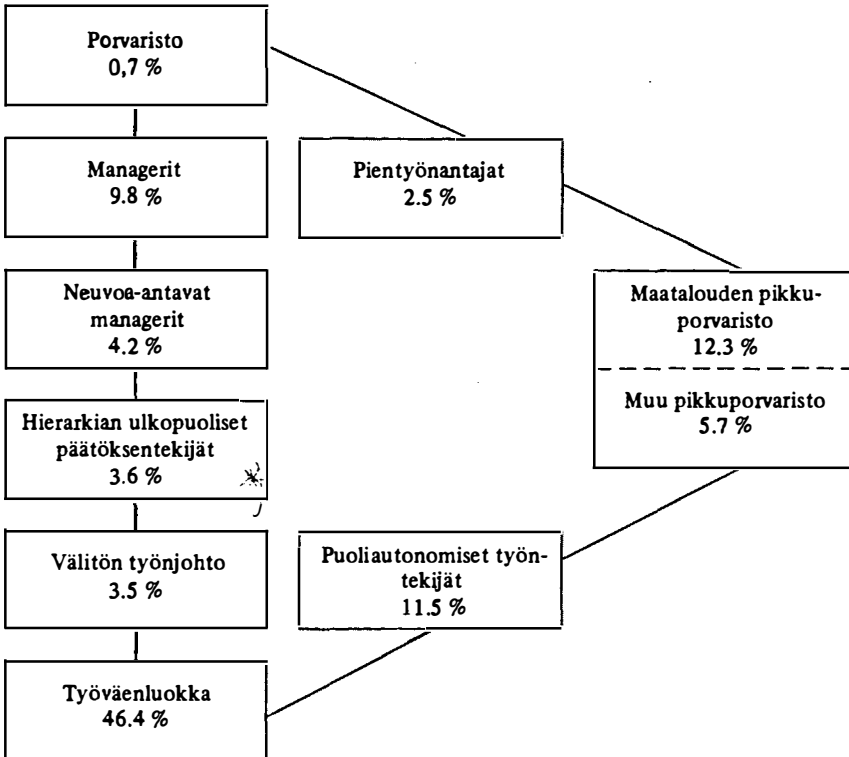 Porvaristo
0,7 %
Managerit
9.8 %
Pientyönantajat
2.5 %
Neuvoa-antavat
managerit
4.2 %
Maatalouden pikku-
porvaristo
12.3 %
Muu pikkuporvaristo
5.7 %
Hierarkian ulkopuoliset
päätöksentekijät
3.6 %
Välitön työnjohto
3.5 %
Puoliautonomiset työn-
tekijät
11.5 %
Työväenluokka
46.4 %